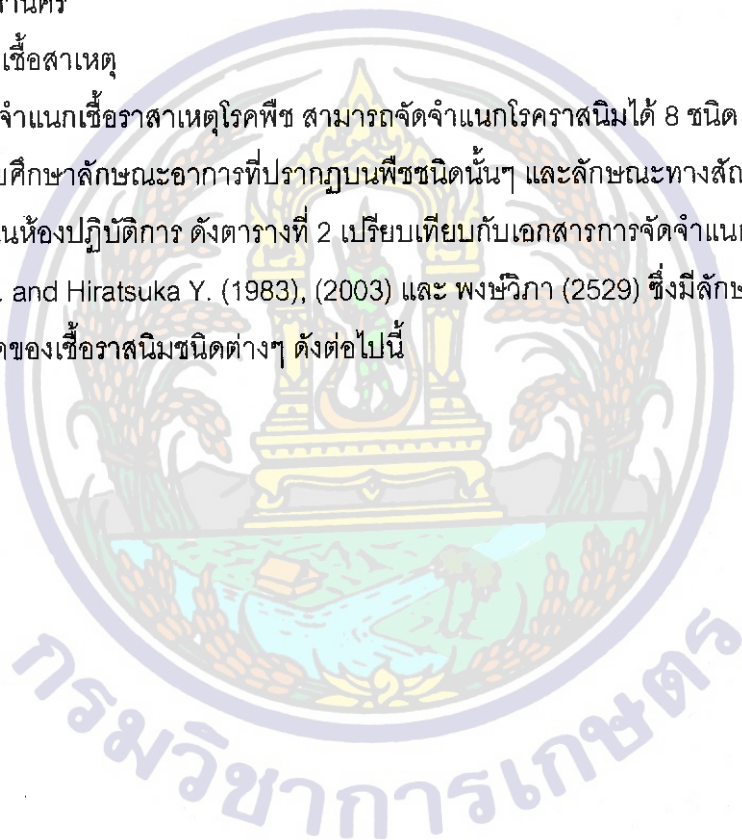 เชื้อสาเหตุ
จำแนกเชื้อราสาเหตุโรคพืช สามารถจัดจำแนกโรคราสนิมได้ 8 ชนิด
ศึกษาลักษณะอาการที่ปรากฏบนพืชชนิดนั้นๆ และลักษณะทางสัณ
นห้องปฏิบัติการ ดังตารางที่ 2 เปรียบเทียบกับเอกสารการจัดจำแนก
. and Hiratsuka Y. (1983), (2003) และ พงษ์วิภา (2529) ซึ่งมีลักษ
ของเชื้อราสนิมชนิดต่างๆ ดังต่อไปนี้
กรมวิชาการเกษตร